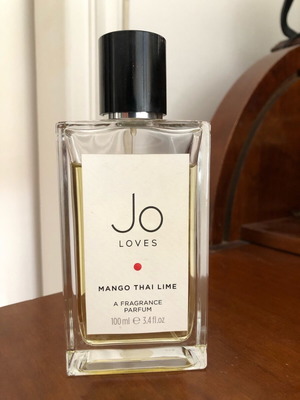 Jo
LOVES
MANGO THAI LIME
A FRAGRANCE
PARFUM
100 ml ℮ 3.4 fl.oz